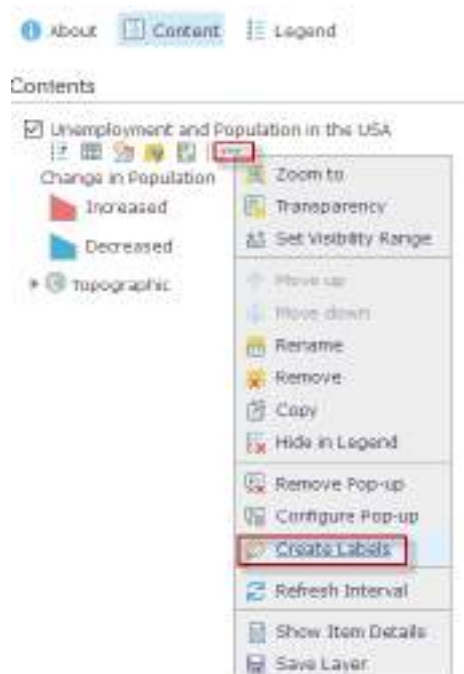 About Content Legend
Contents
Unemployment and Population in the USA
Change in Population
Increased
Decreased
Topographic
Zoom to
Transparency
Set Visibility Range
Move up
Move down
Rename
Remove
Copy
Hide in Legend
Remove Pop-up
Configure Pop-up
Create Labels
Refresh Interval
Show Item Details
Save Layer